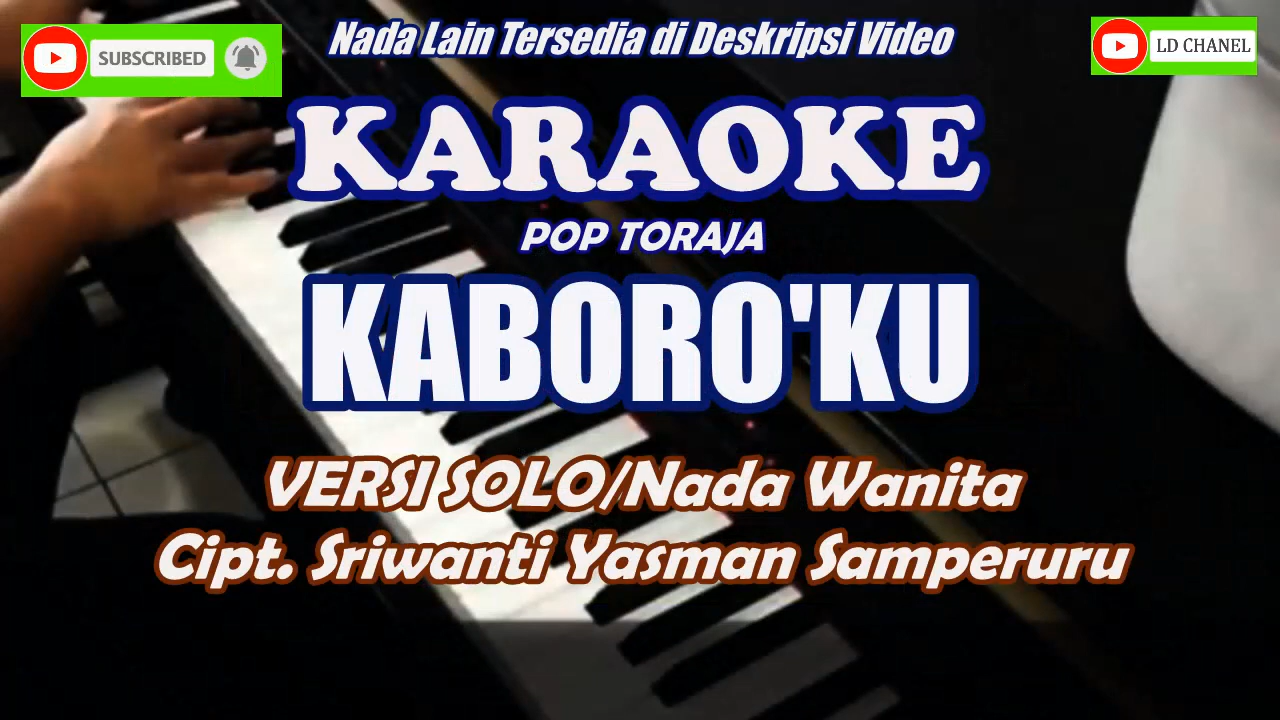 Nada Lain Tersedia di Deskripsi Video
SUBSCRIBED
LD CHANEL
KARAOKE
POP TORAJA
KABORO'KU
VERSI SOLO/Nada Wanita
Cipt. Sriwanti Yasman Samperuru